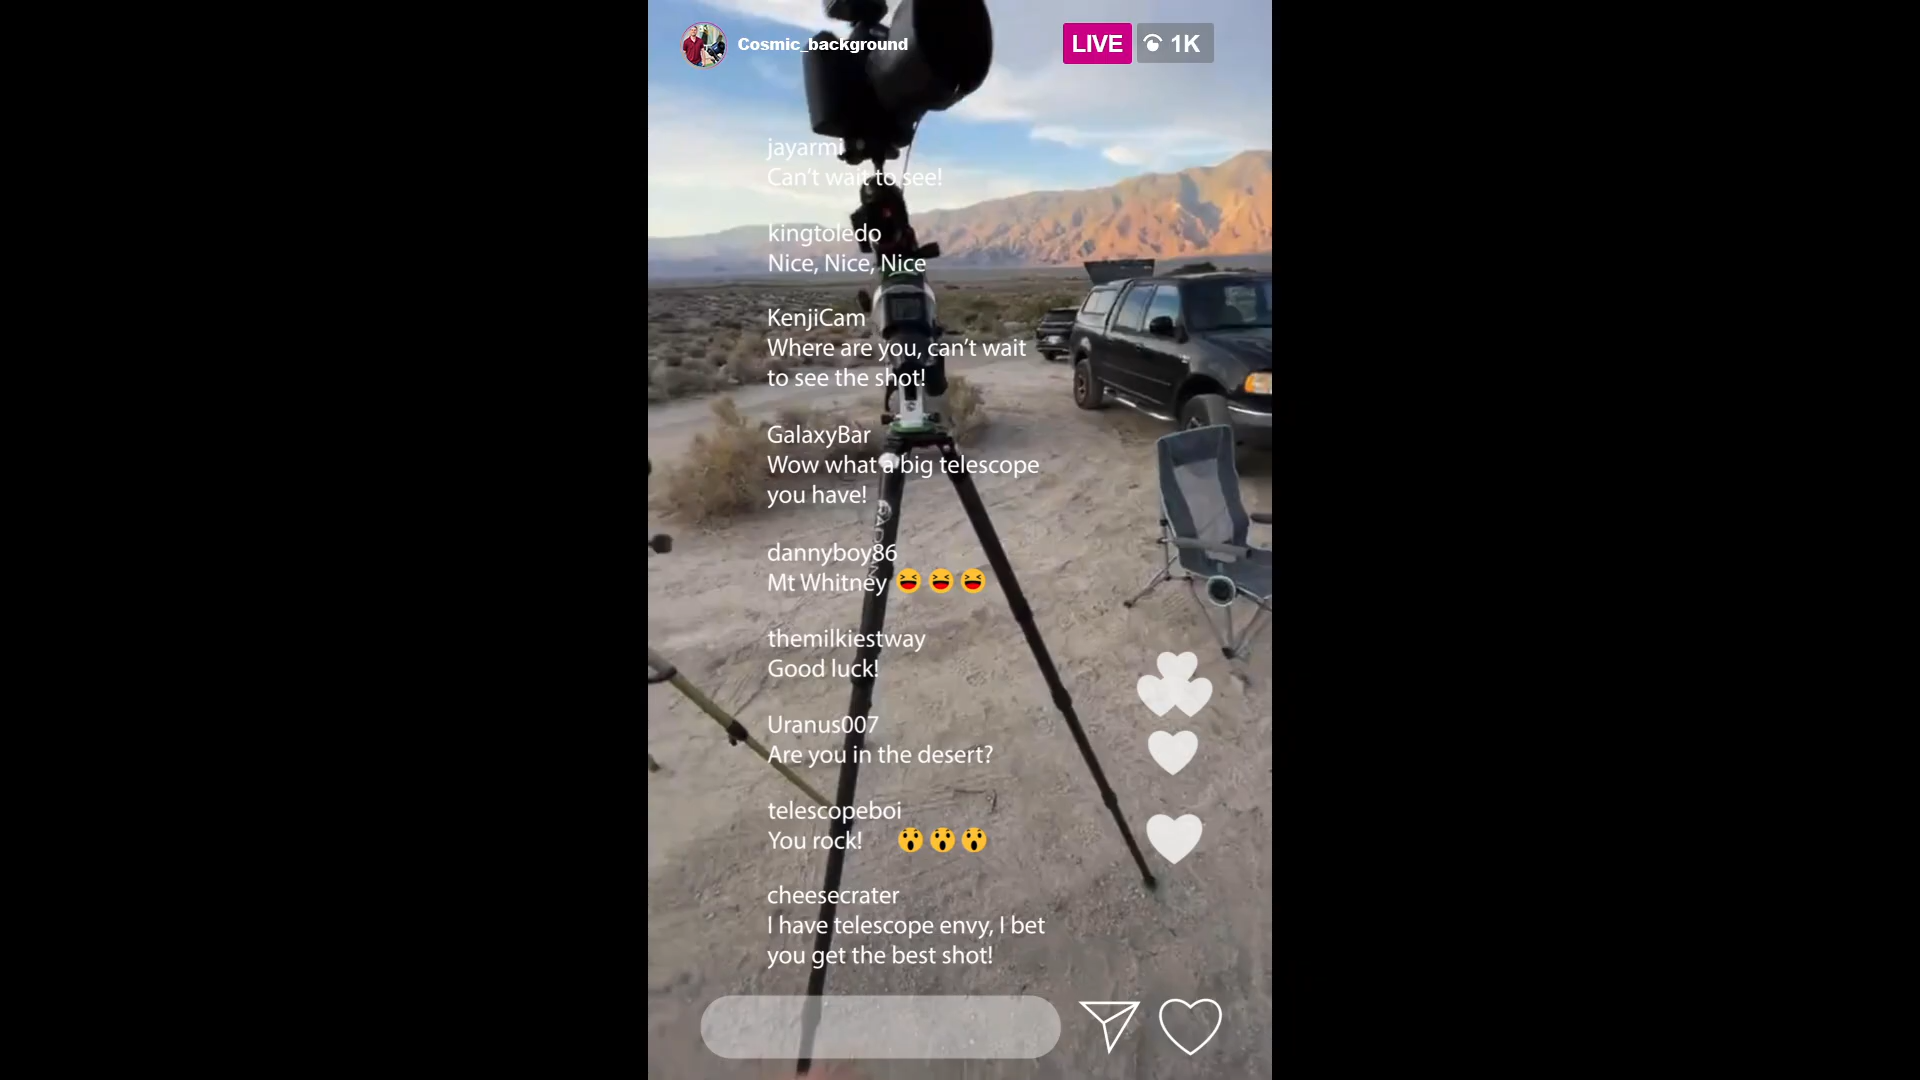 Cosmic_background
LIVE
1K
jayarmi
Can't wait to see!
kingtoledo
Nice, Nice, Nice
KenjiCam
Where are you, can't wait
to see the shot!
GalaxyBar
Wow what a big telescope
you have!
dannyboy86
Mt Whitney 😆 😆 😆
themilkiestway
Good luck!
Uranus007
Are you in the desert?
telescopeboi
You rock! 😲 😲 😲
cheesecrater
I have telescope envy, I bet
you get the best shot!
RADIAN